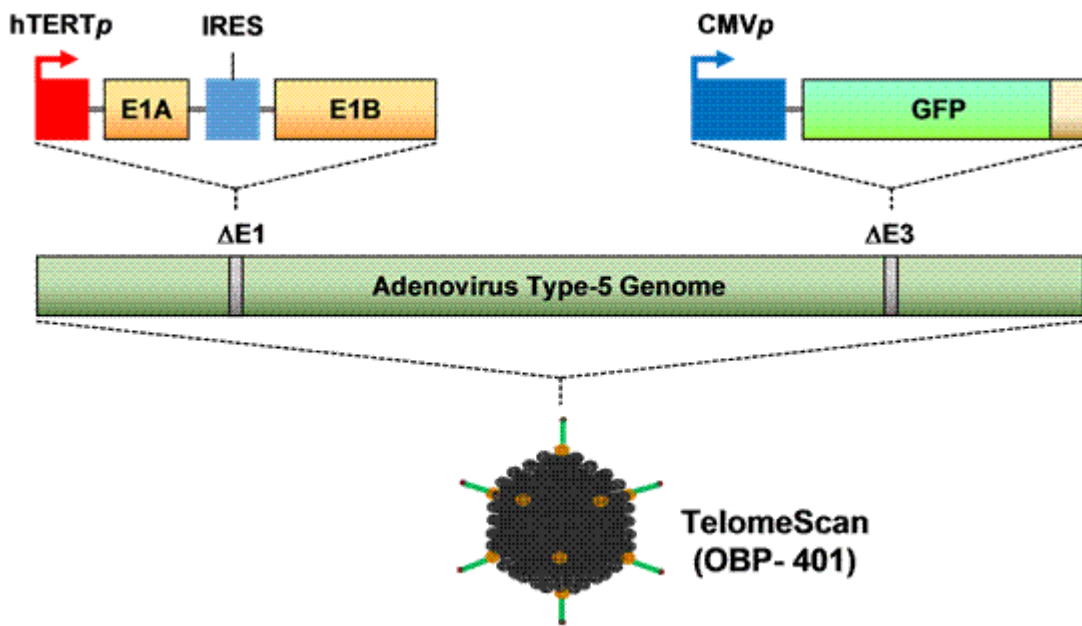 hTERTp IRES CMVp
E1A E1B GFP
ΔE1 ΔE3
Adenovirus Type-5 Genome
TelomeScan
(OBP- 401)